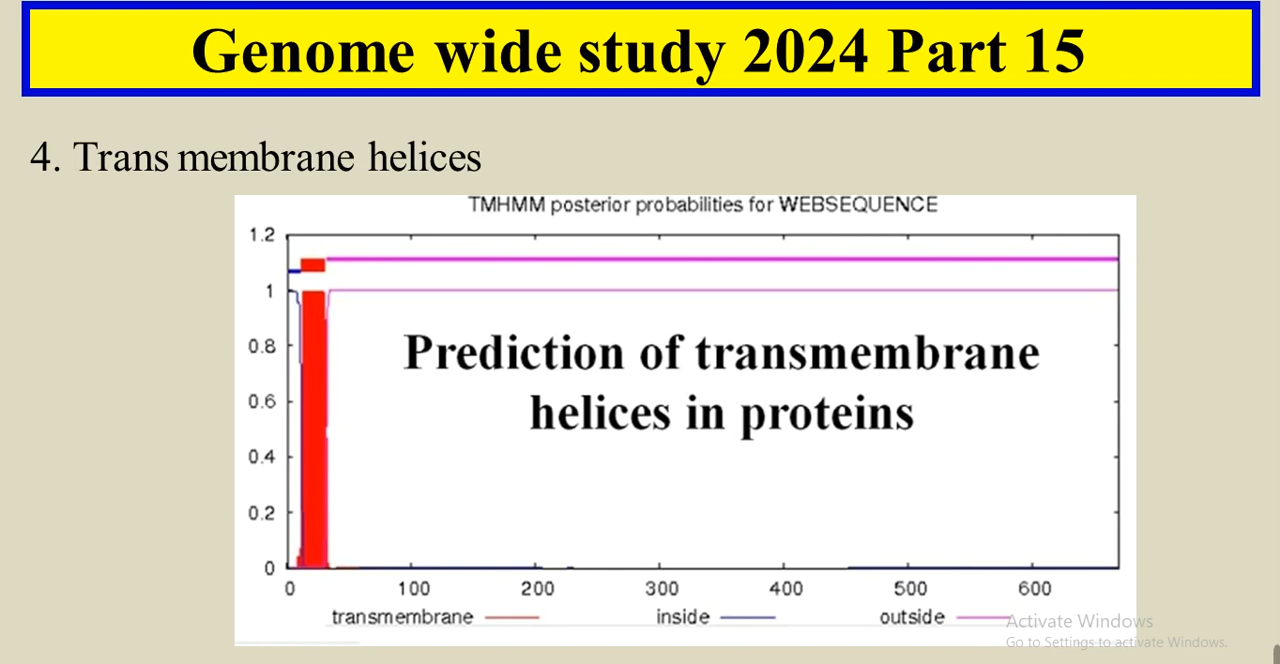 Genome wide study 2024 Part 15
4. Trans membrane helices
TMHMM posterior probabilities for WEBSEQUENCE
1.2
1
0.8
0.6
0.4
0.2
0
Prediction of transmembrane
helices in proteins
0 100 200 300 400 500 600
transmembrane inside outside
Activate Windows
Go to Settings to activate Windows.